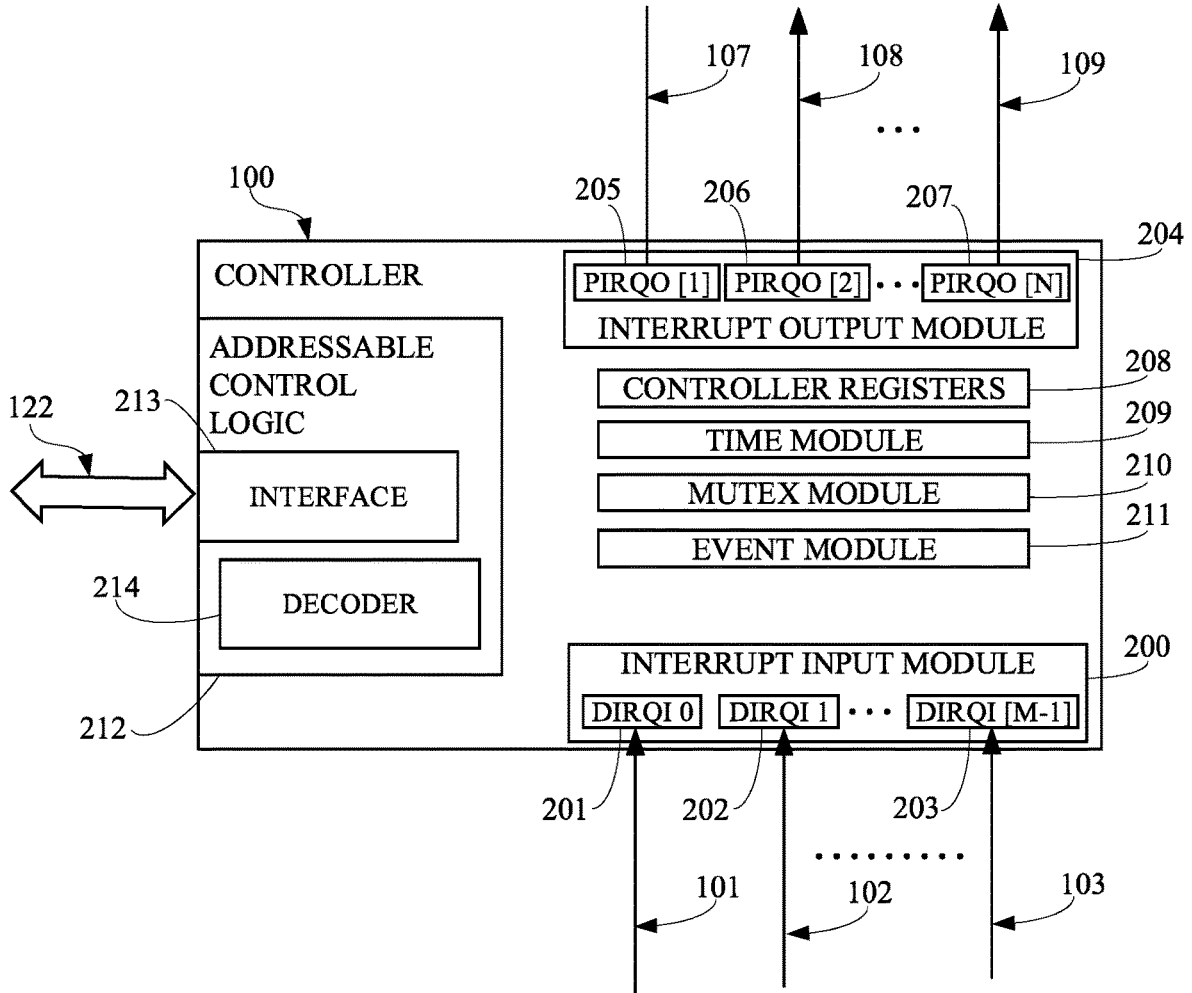 107
108
109
• • •
100
205
206
207
204
CONTROLLER
PIRQO [1]
PIRQO [2]
• • •
PIRQO [N]
INTERRUPT OUTPUT MODULE
ADDRESSABLE
CONTROL
LOGIC
CONTROLLER REGISTERS
208
TIME MODULE
209
MUTEX MODULE
210
EVENT MODULE
211
122
213
INTERFACE
214
DECODER
212
INTERRUPT INPUT MODULE
200
DIRQI 0
DIRQI 1
• • •
DIRQI [M-1]
201
202
203
• • • • • • • • •
101
102
103